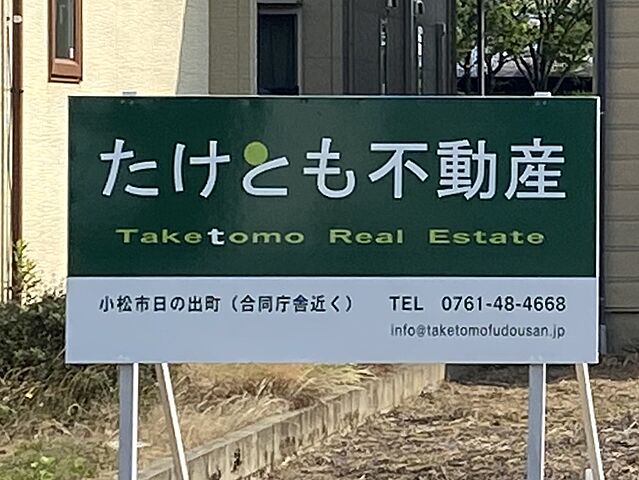 たけとも不動産
Taketomo Real Estate
小松市日の出町（合同庁舎近く） TEL 0761-48-4668
info@taketomofudousan.jp